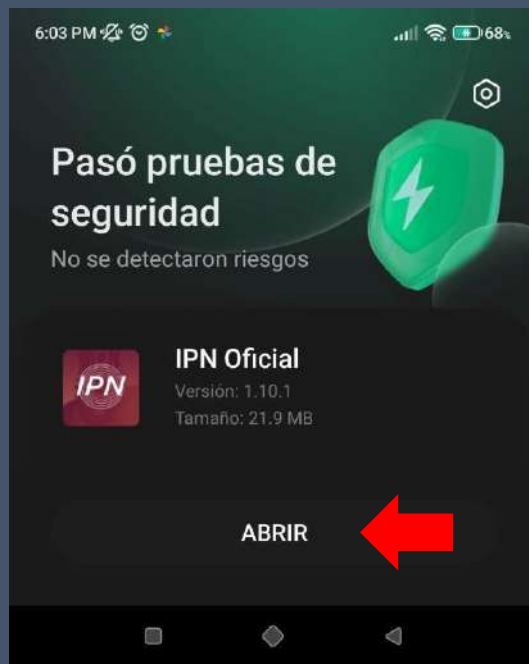 6:03 PM 68%
Pasó pruebas de
seguridad
No se detectaron riesgos
IPN
IPN Oficial
Versión: 1.10.1
Tamaño: 21.9 MB
ABRIR